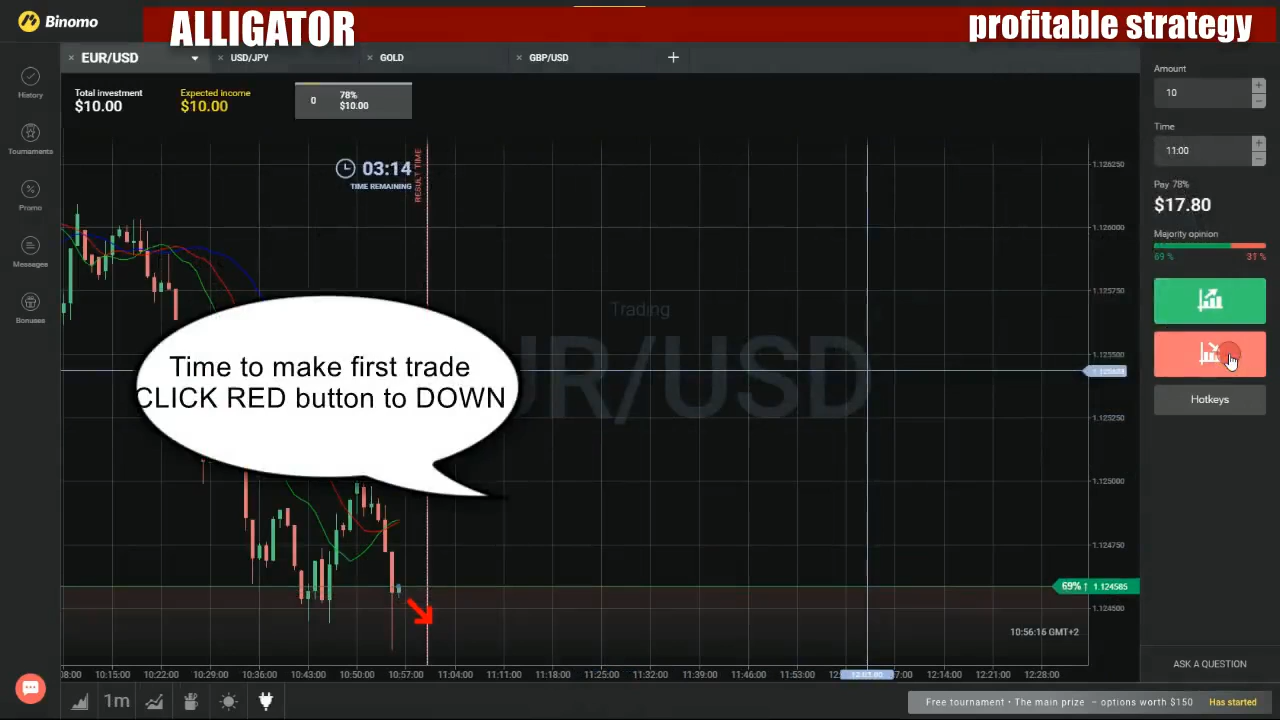 Binomo
ALLIGATOR
profitable strategy
EUR/USD
USD/JPY
GOLD
GBP/USD
Total investment
$10.00
Expected income
$10.00
0
78%
$10.00
03:14
TIME REMAINING
RESULT TIME
History
Tournaments
Promo
Messages
Bonuses
Trading
UR/USD
Time to make first trade
CLICK RED button to DOWN
1.126250
1.126000
1.125750
1.125500
1.125250
1.125000
1.124750
69% ↑ 1.124585
1.124500
10:56:16 GMT+2
08:00
10:15:00
10:22:00
10:29:00
10:36:00
10:43:00
10:50:00
10:57:00
11:04:00
11:11:00
11:18:00
11:25:00
11:32:00
11:39:00
11:46:00
11:53:00
7:00
12:14:00
12:21:00
12:28:00
1m
Amount
10
Time
11:00
Pay 78%
$17.80
Majority opinion
69 %
31 %
Hotkeys
ASK A QUESTION
Free tournament • The main prize – options worth $150
Has started